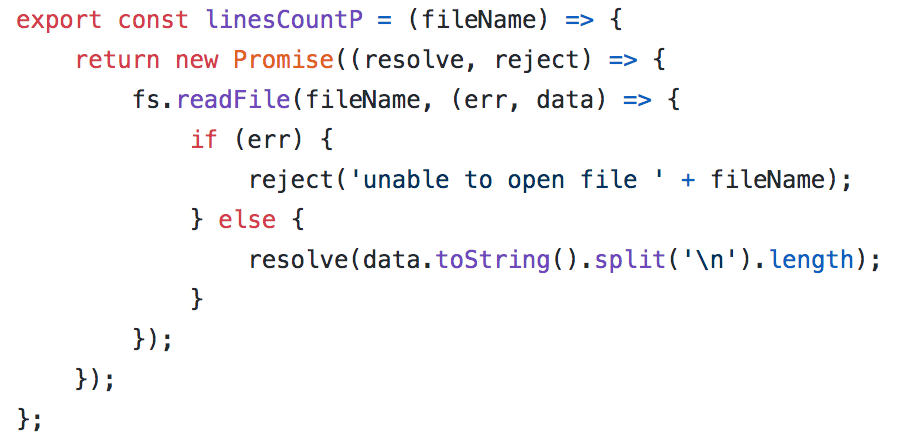 export const linesCountP = (fileName) => {
    return new Promise((resolve, reject) => {
        fs.readFile(fileName, (err, data) => {
            if (err) {
                reject('unable to open file ' + fileName);
            } else {
                resolve(data.toString().split('\n').length);
            }
        });
    });
};